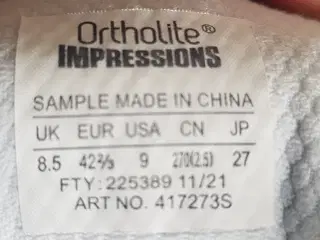 Ortholite®
IMPRESSIONS
SAMPLE MADE IN CHINA
UK EUR USA CN JP
8.5 42⅔ 9 270(2.5) 27
FTY: 225389 11/21
ART NO. 417273S